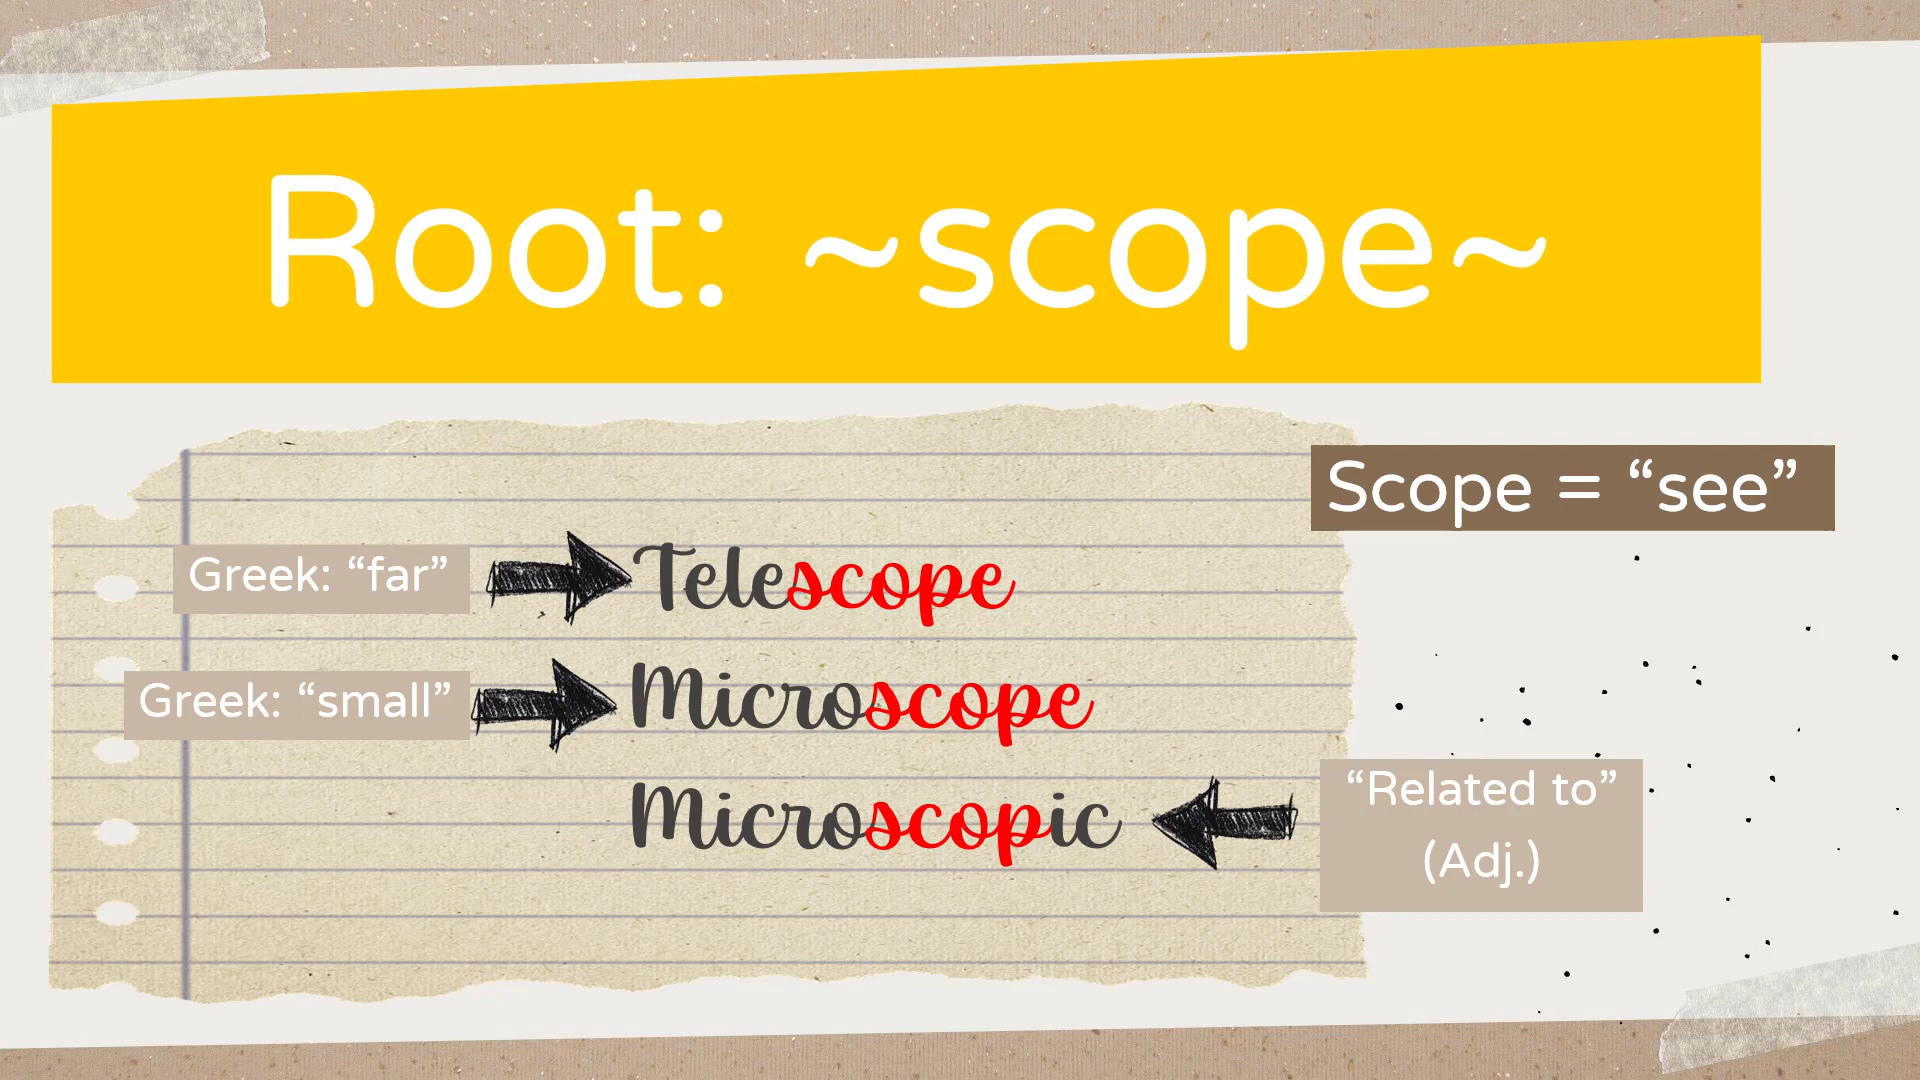 Root: ~scope~
Scope = “see”
Greek: “far”
Telescope
Greek: “small”
Microscope
Microscopic
“Related to”
(Adj.)